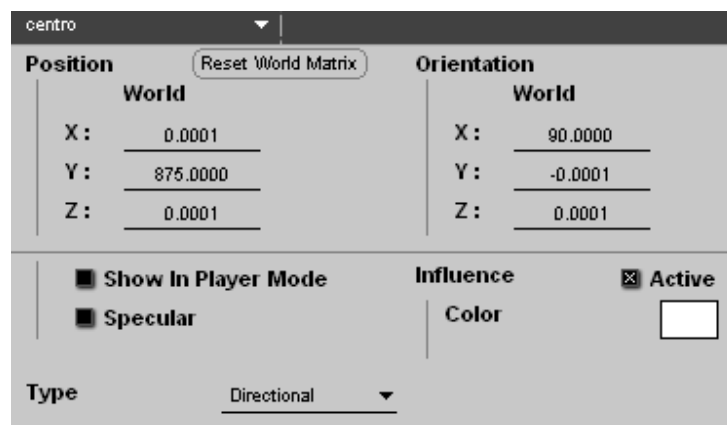 centro
Position Reset World Matrix Orientation
World World
X : 0.0001 X : 90.0000
Y : 875.0000 Y : -0.0001
Z : 0.0001 Z : 0.0001
Show In Player Mode Influence Active
Specular Color
Type Directional